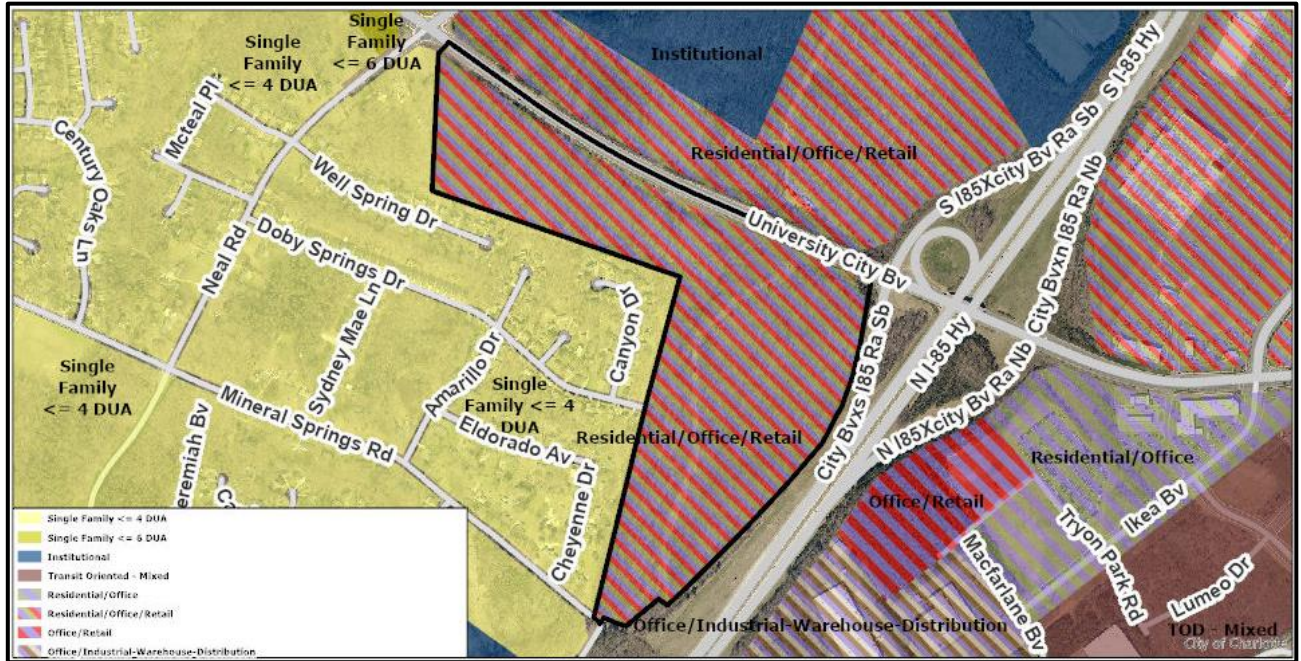 Single
Family
<= 6 DUA
Single
Family
<= 4 DUA
Institutional
S I-85 Hy
Mcteal Pl
Century Oaks Ln
Residential/Office/Retail
S I85Xcity Bv Ra Sb
Well Spring Dr
Neal Rd
Doby Springs Dr
University City Bv
City Bvxn I85 Ra Nb
Sydney Mae Ln
Canyon Dr
City Bvxs I85 Ra Sb
N I-85 Hy
Amarillo Dr
Single
Family
<= 4 DUA
Single
Family <= 4
DUA
Mineral Springs Rd
Eldorado Av
Residential/Office/Retail
N I85Xcity Bv Ra Nb
Residential/Office
eremiah Bv
Cheyenne Dr
Office/Retail
Ikea Bv
Tryon Park Rd
Macfarlane Bv
Lumeo Dr
Office/Industrial-Warehouse-Distribution
TOD - Mixed
City of Charlotte
Single Family <= 4 DUA
Single Family <= 6 DUA
Institutional
Transit Oriented - Mixed
Residential/Office
Residential/Office/Retail
Office/Retail
Office/Industrial-Warehouse-Distribution